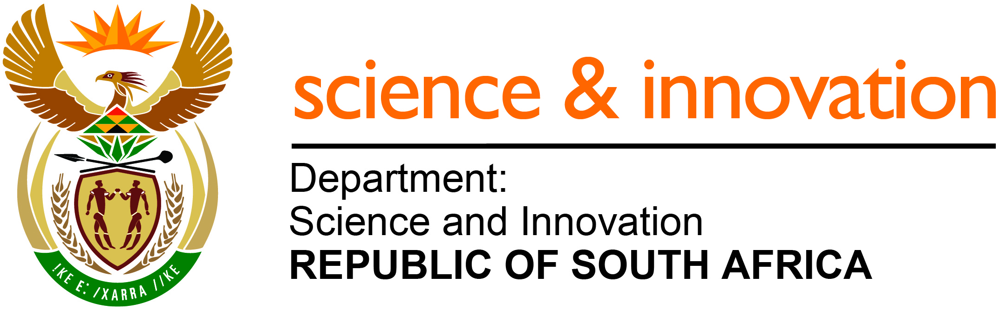 science & innovation
Department:
Science and Innovation
REPUBLIC OF SOUTH AFRICA
!KE E: /XARRA //KE